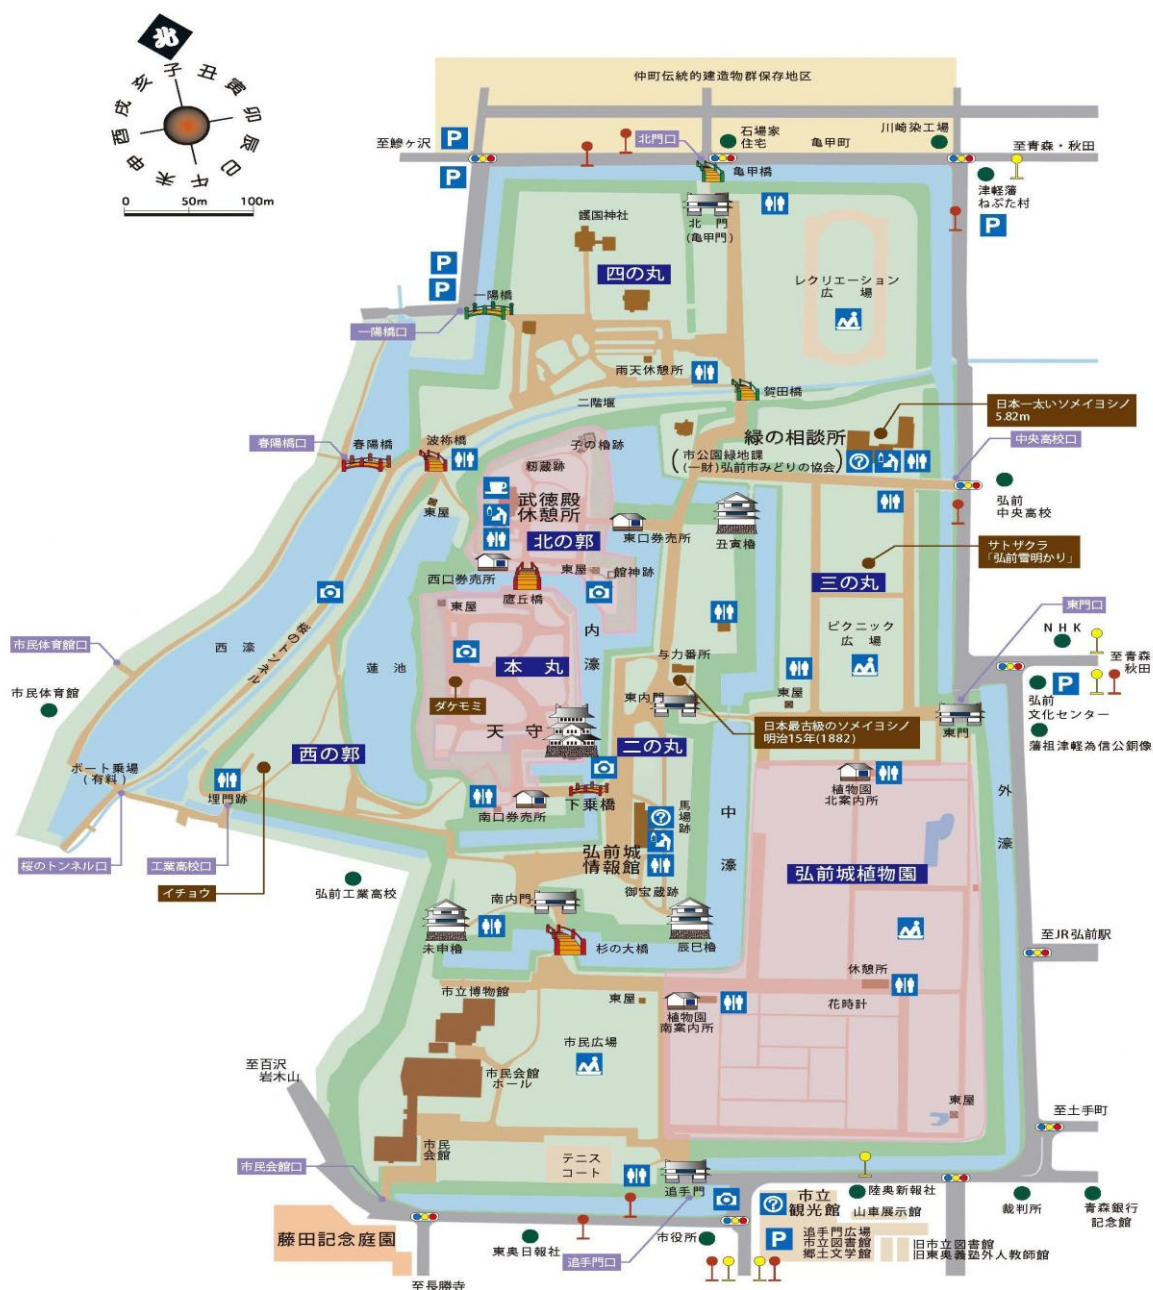 北
子
丑
寅
卯
辰
巳
午
未
申
酉
戌
亥
0 50m 100m
仲町伝統的建造物群保存地区
至鰺ヶ沢
P
P
北門口
石場家
住宅
亀甲町
川崎染工場
至青森・秋田
亀甲橋
津軽藩
ねぷた村
P
護国神社
北 門
(亀甲門)
四の丸
レクリエーション
広 場
P
P
一陽橋
一陽橋口
雨天休憩所
賀田橋
二階堰
日本一太いソメイヨシノ
5.82m
緑の相談所
(市公園緑地課
(一財)弘前市みどりの協会)
?
中央高校口
春陽橋口
春陽橋
波祢橋
子の櫓跡
籾蔵跡
武徳殿
休憩所
東屋
北の郭
東口券売所
丑寅櫓
弘前
中央高校
サトザクラ
「弘前雪明かり」
三の丸
西口券売所
鷹丘橋
東屋
館神跡
東屋
東門口
NHK
至青森
秋田
P
弘前
文化センター
藩祖津軽為信公銅像
ピクニック
広 場
市民体育館口
市民体育館
西 濠
桜のトンネル
蓮 池
本 丸
内
濠
与力番所
東内門
東屋
東門
ダケモミ
日本最古級のソメイヨシノ
明治15年(1882)
天 守
二の丸
西の郭
ボート乗場
(有料)
埋門跡
南口券売所
下乗橋
植物園
北案内所
外
濠
中
濠
馬場跡
?
弘前城
情報館
御宝蔵跡
弘前城植物園
桜のトンネル口
工業高校口
イチョウ
弘前工業高校
南内門
未申櫓
杉の大橋
辰巳櫓
至JR弘前駅
休憩所
花時計
市立博物館
東屋
植物園
南案内所
市民広場
至百沢
岩木山
市民会館
ホール
東屋
至土手町
市民
会館
テニス
コート
市民会館口
追手門
?
市立
観光館
陸奥新報社
山車展示館
裁判所
青森銀行
記念館
藤田記念庭園
東奥日報社
市役所
追手門口
P
追手門広場
市立図書館
郷土文学館
旧市立図書館
旧東奥義塾外人教師館
至長勝寺